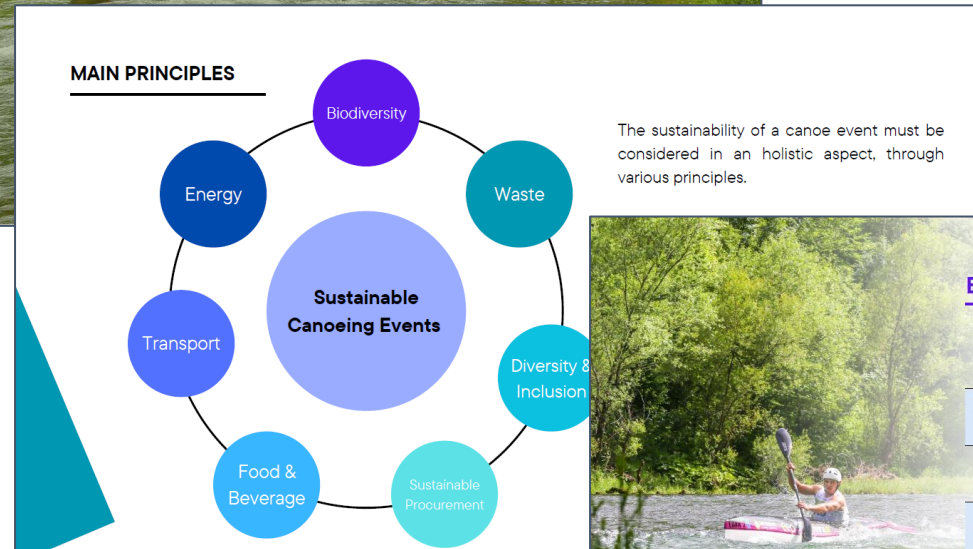 MAIN PRINCIPLES
Biodiversity
The sustainability of a canoe event must be
considered in an holistic aspect, through
various principles.
Energy
Waste
Sustainable
Canoeing Events
Transport
Diversity &
Inclusion
Food &
Beverage
Sustainable
Procurement